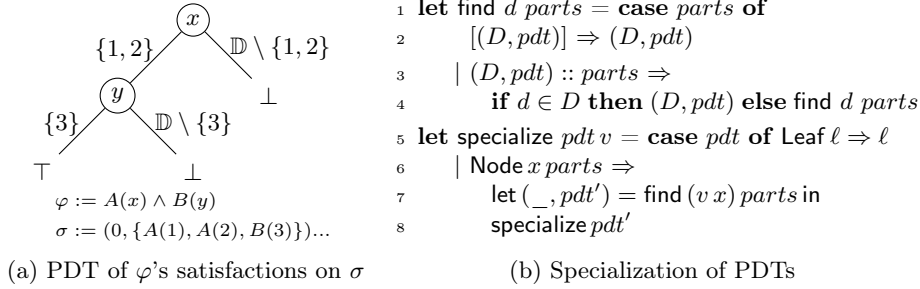 x
{1, 2}
𝔻 \ {1, 2}
y
⊥
{3}
𝔻 \ {3}
⊤
⊥
φ := A(x) ∧ B(y)
σ := (0, {A(1), A(2), B(3)})...
(a) PDT of φ's satisfactions on σ
1 let find d parts = case parts of
2 [(D, pdt)] ⇒ (D, pdt)
3 | (D, pdt) :: parts ⇒
4 if d ∈ D then (D, pdt) else find d parts
5 let specialize pdt v = case pdt of Leaf ℓ ⇒ ℓ
6 | Node x parts ⇒
7 let (_, pdt′) = find (v x) parts in
8 specialize pdt′
(b) Specialization of PDTs